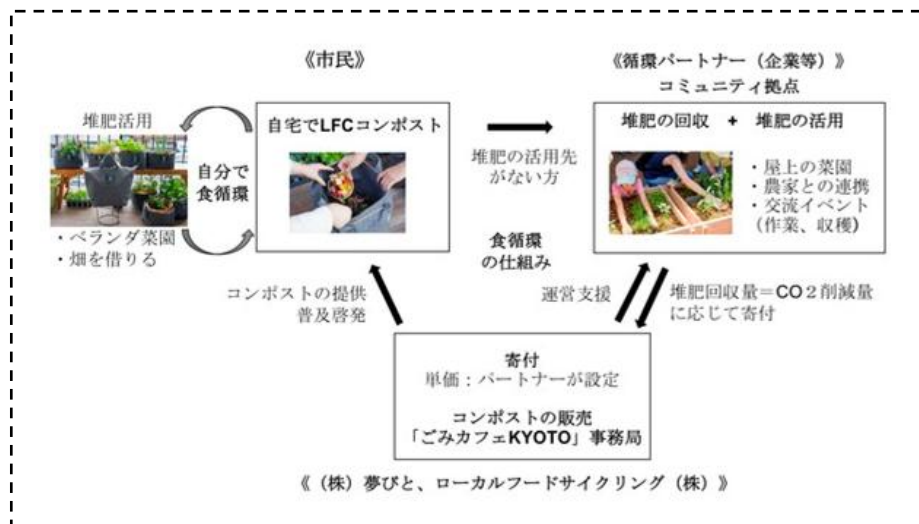 《市民》
《循環パートナー（企業等）》
コミュニティ拠点
堆肥活用
自分で
食循環
・ベランダ菜園
・畑を借りる
自宅でLFCコンポスト
堆肥の活用先
がない方
堆肥の回収 + 堆肥の活用
・屋上の菜園
・農家との連携
・交流イベント
（作業、収穫）
食循環
の仕組み
コンポストの提供
普及啓発
運営支援
堆肥回収量＝CO２削減量
に応じて寄付
寄付
単価：パートナーが設定
コンポストの販売
「ごみカフェKYOTO」事務局
《（株）夢びと、ローカルフードサイクリング（株）》